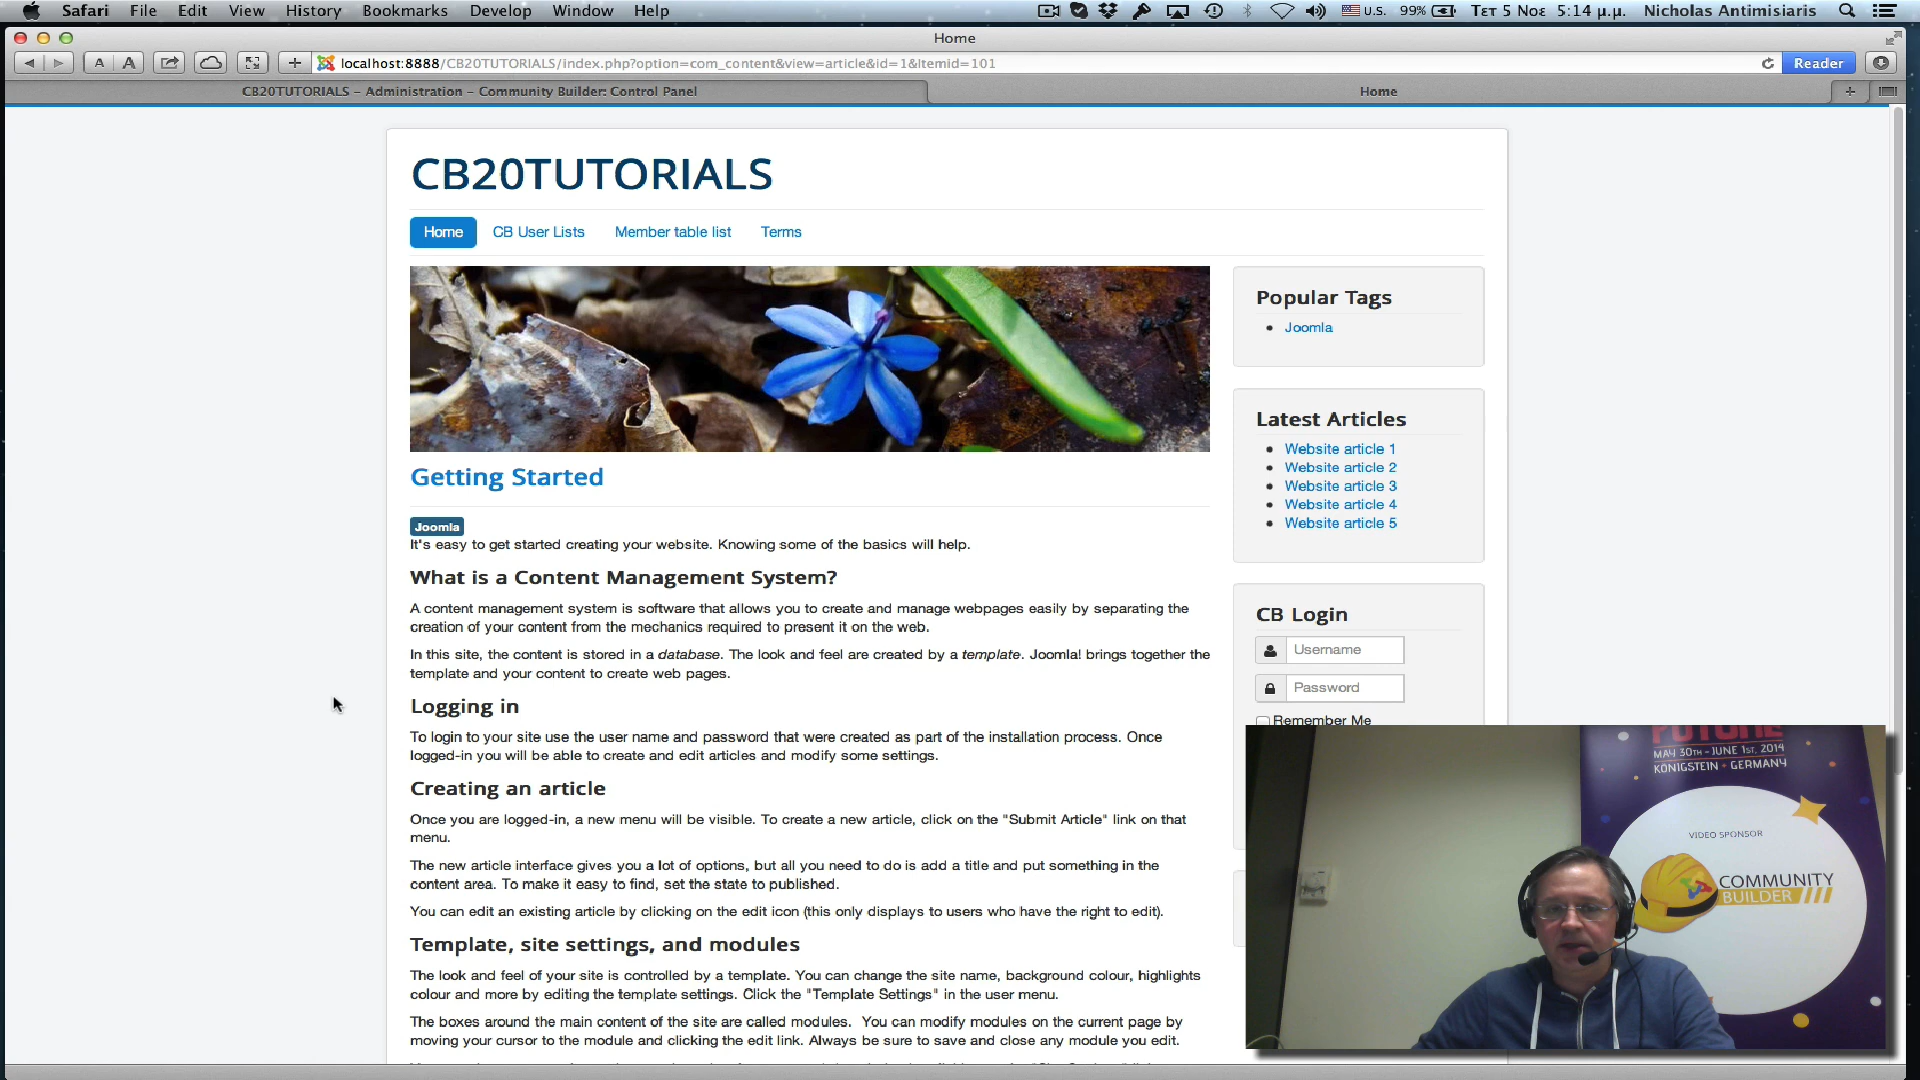 Safari File Edit View History Bookmarks Develop Window Help U.S. 99% Τετ 5 Νοε 5:14 μ.μ. Nicholas Antimisiaris
Home
A A localhost:8888/CB20TUTORIALS/index.php?option=com_content&view=article&id=1&Itemid=101 Reader
CB20TUTORIALS – Administration – Community Builder: Control Panel Home
CB20TUTORIALS
Home CB User Lists Member table list Terms
Getting Started
Joomla
It's easy to get started creating your website. Knowing some of the basics will help.
What is a Content Management System?
A content management system is software that allows you to create and manage webpages easily by separating the
creation of your content from the mechanics required to present it on the web.
In this site, the content is stored in a database. The look and feel are created by a template. Joomla! brings together the
template and your content to create web pages.
Logging in
To login to your site use the user name and password that were created as part of the installation process. Once
logged-in you will be able to create and edit articles and modify some settings.
Creating an article
Once you are logged-in, a new menu will be visible. To create a new article, click on the "Submit Article" link on that
menu.
The new article interface gives you a lot of options, but all you need to do is add a title and put something in the
content area. To make it easy to find, set the state to published.
You can edit an existing article by clicking on the edit icon (this only displays to users who have the right to edit).
Template, site settings, and modules
The look and feel of your site is controlled by a template. You can change the site name, background colour, highlights
colour and more by editing the template settings. Click the "Template Settings" in the user menu.
The boxes around the main content of the site are called modules. You can modify modules on the current page by
moving your cursor to the module and clicking the edit link. Always be sure to save and close any module you edit.
Popular Tags
Joomla
Latest Articles
Website article 1
Website article 2
Website article 3
Website article 4
Website article 5
CB Login
Username
Password
Remember Me
FUTURE
MAY 30TH - JUNE 1ST, 2014
KÖNIGSTEIN • GERMANY
VIDEO SPONSOR
COMMUNITY
BUILDER